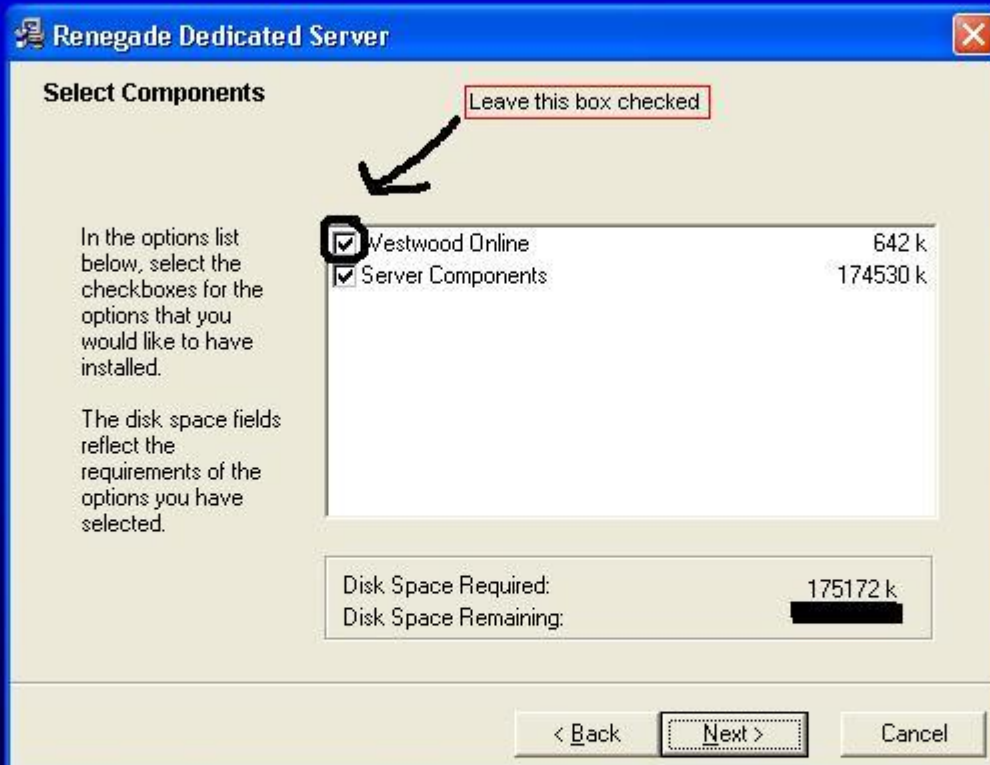 Renegade Dedicated Server
Select Components
Leave this box checked
In the options list
below, select the
checkboxes for the
options that you
would like to have
installed.
The disk space fields
reflect the
requirements of the
options you have
selected.
Westwood Online 642 k
Server Components 174530 k
Disk Space Required: 175172 k
Disk Space Remaining:
< Back Next > Cancel